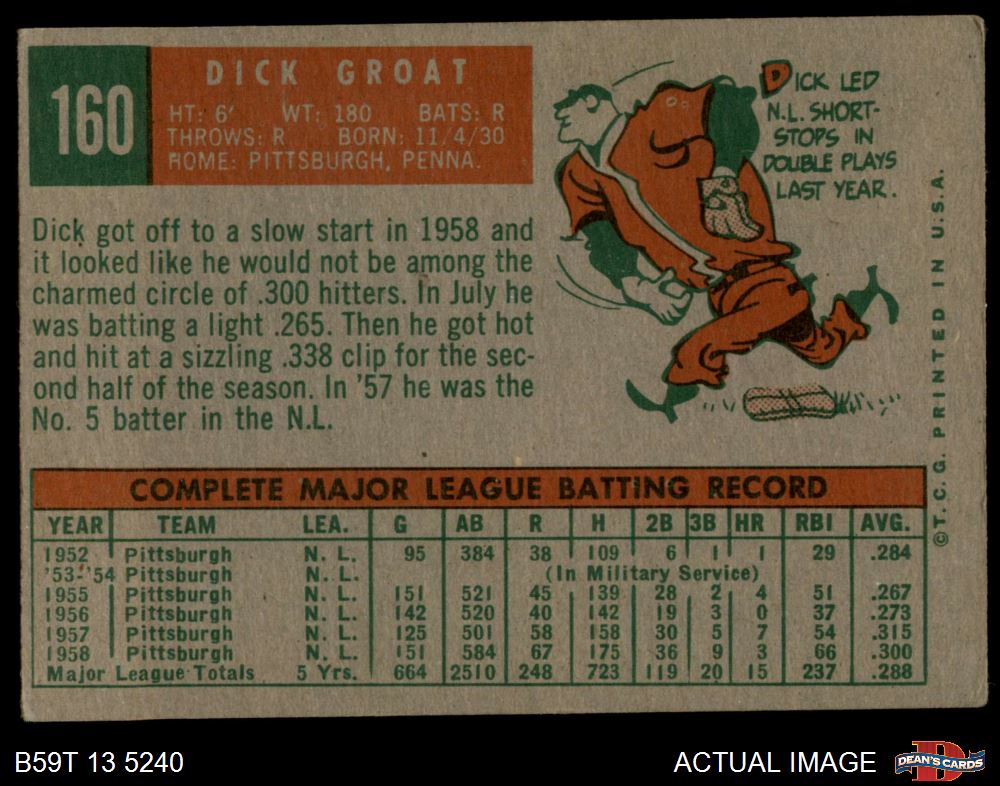 160
DICK GROAT
HT: 6' WT: 180 BATS: R
THROWS: R BORN: 11/4/30
HOME: PITTSBURGH, PENNA.
DICK LED
N.L. SHORT-
STOPS IN
DOUBLE PLAYS
LAST YEAR.
Dick got off to a slow start in 1958 and
it looked like he would not be among the
charmed circle of .300 hitters. In July he
was batting a light .265. Then he got hot
and hit at a sizzling .338 clip for the sec-
ond half of the season. In '57 he was the
No. 5 batter in the N.L.
©T. C. G. PRINTED IN U.S.A.
COMPLETE MAJOR LEAGUE BATTING RECORD
YEAR TEAM LEA. G AB R H 2B 3B HR RBI AVG.
1952 Pittsburgh N. L. 95 384 38 109 6 1 1 29 .284
'53-'54 Pittsburgh N. L. (In Military Service)
1955 Pittsburgh N. L. 151 521 45 139 28 2 4 51 .267
1956 Pittsburgh N. L. 142 520 40 142 19 3 0 37 .273
1957 Pittsburgh N. L. 125 501 58 158 30 5 7 54 .315
1958 Pittsburgh N. L. 151 584 67 175 36 9 3 66 .300
Major League Totals 5 Yrs. 664 2510 248 723 119 20 15 237 .288
B59T 13 5240
ACTUAL IMAGE
D
DEAN'S CARDS